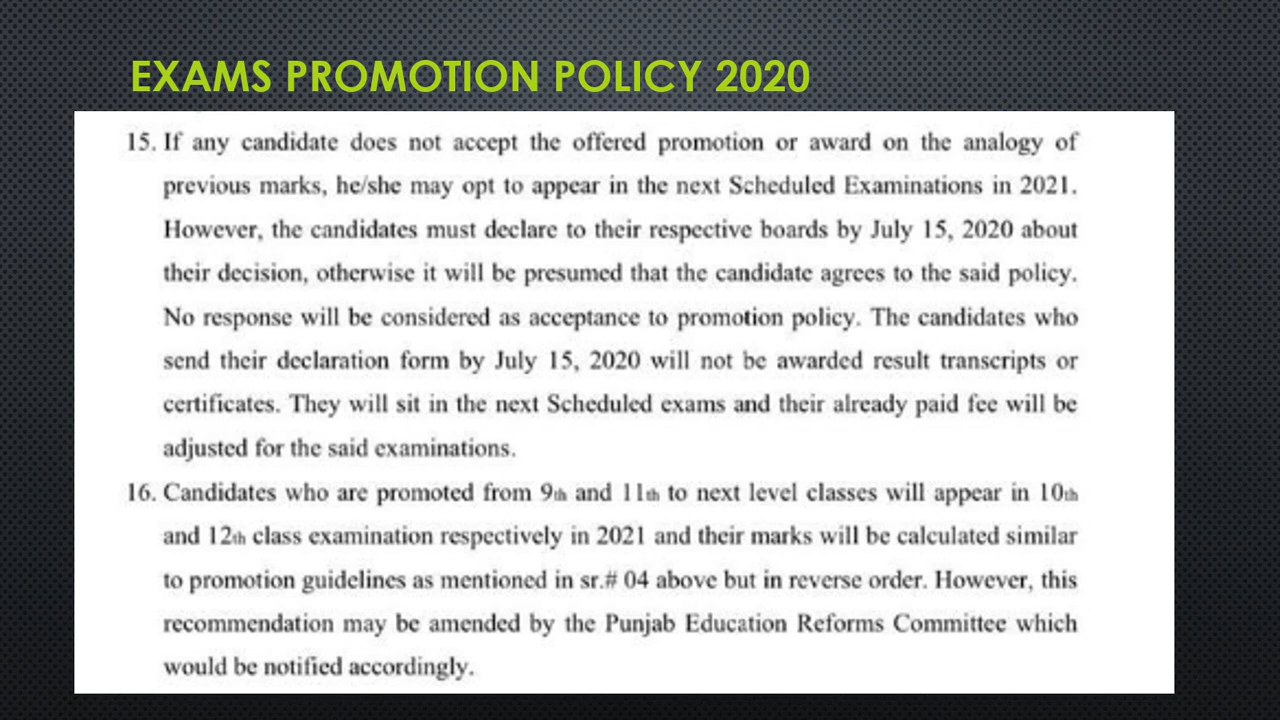 EXAMS PROMOTION POLICY 2020
15. If any candidate does not accept the offered promotion or award on the analogy of
previous marks, he/she may opt to appear in the next Scheduled Examinations in 2021.
However, the candidates must declare to their respective boards by July 15, 2020 about
their decision, otherwise it will be presumed that the candidate agrees to the said policy.
No response will be considered as acceptance to promotion policy. The candidates who
send their declaration form by July 15, 2020 will not be awarded result transcripts or
certificates. They will sit in the next Scheduled exams and their already paid fee will be
adjusted for the said examinations.
16. Candidates who are promoted from 9th and 11th to next level classes will appear in 10th
and 12th class examination respectively in 2021 and their marks will be calculated similar
to promotion guidelines as mentioned in sr.# 04 above but in reverse order. However, this
recommendation may be amended by the Punjab Education Reforms Committee which
would be notified accordingly.